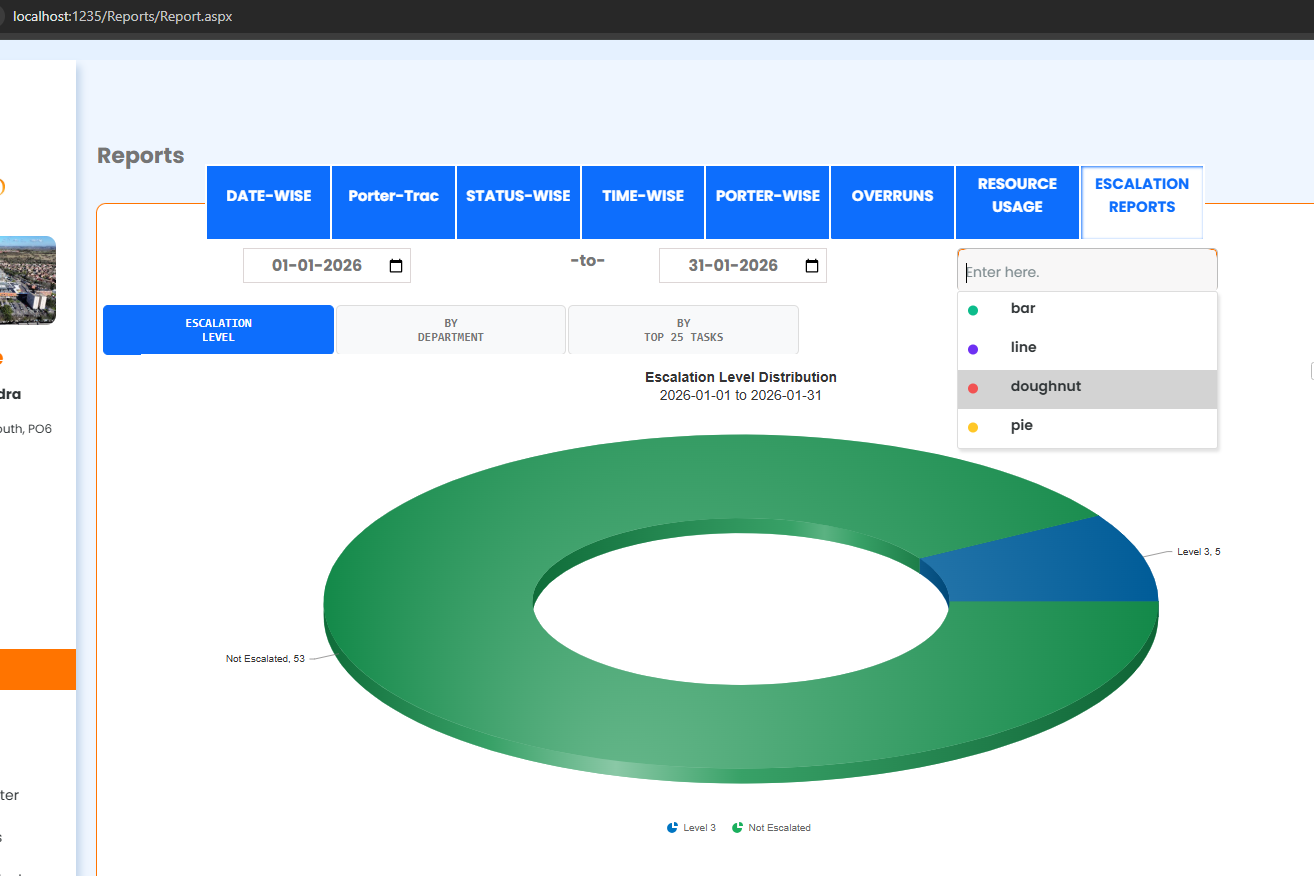 localhost:1235/Reports/Report.aspx
Reports
DATE-WISE
Porter-Trac
STATUS-WISE
TIME-WISE
PORTER-WISE
OVERRUNS
RESOURCE
USAGE
ESCALATION
REPORTS
01-01-2026
-to-
31-01-2026
Enter here.
bar
line
doughnut
pie
ESCALATION
LEVEL
BY
DEPARTMENT
BY
TOP 25 TASKS
Escalation Level Distribution
2026-01-01 to 2026-01-31
Level 3, 5
Not Escalated, 53
Level 3
Not Escalated
e
dra
outh, PO6
ter
s